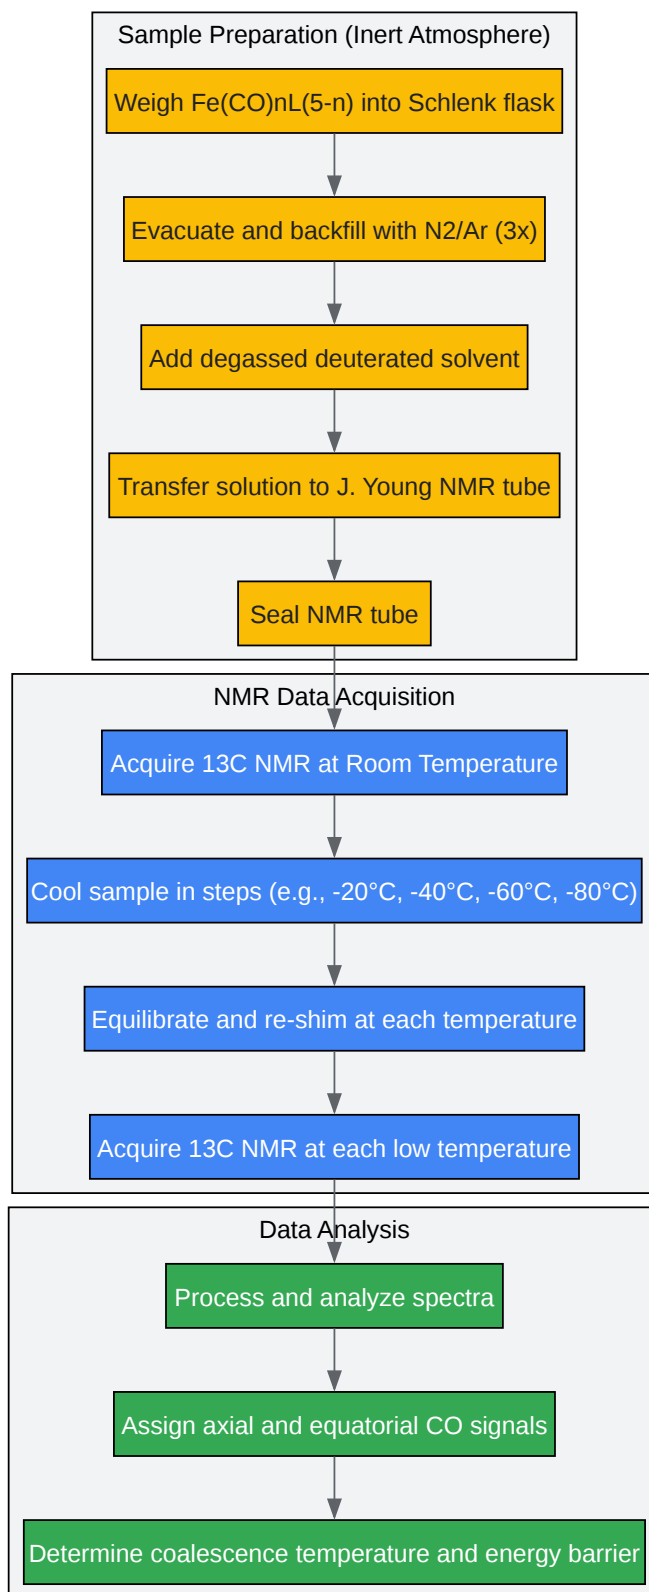 Sample Preparation (Inert Atmosphere)
Weigh Fe(CO)nL(5-n) into Schlenk flask
Evacuate and backfill with N2/Ar (3x)
Add degassed deuterated solvent
Transfer solution to J. Young NMR tube
Seal NMR tube
NMR Data Acquisition
Acquire 13C NMR at Room Temperature
Cool sample in steps (e.g., -20°C, -40°C, -60°C, -80°C)
Equilibrate and re-shim at each temperature
Acquire 13C NMR at each low temperature
Data Analysis
Process and analyze spectra
Assign axial and equatorial CO signals
Determine coalescence temperature and energy barrier